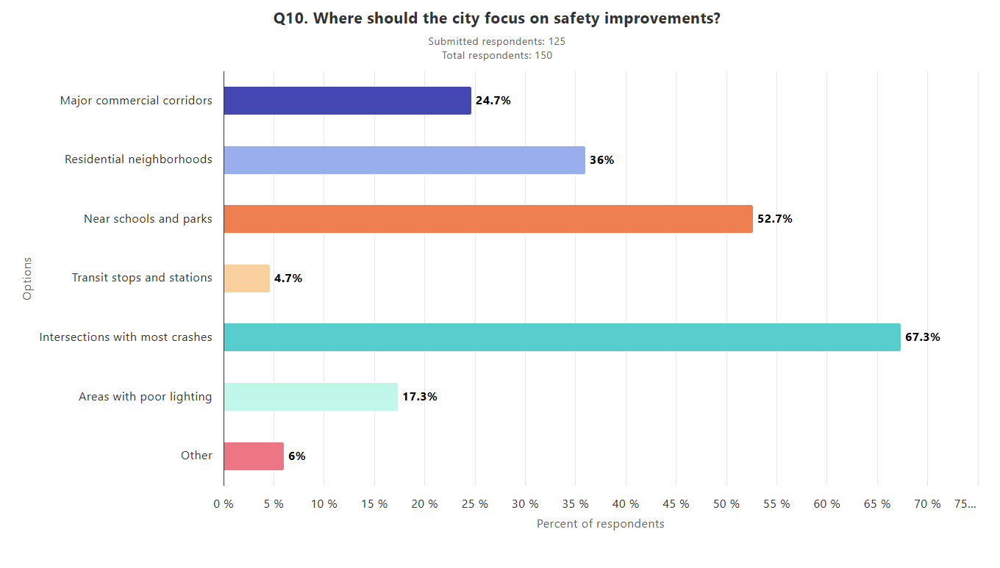 Q10. Where should the city focus on safety improvements?
Submitted respondents: 125
Total respondents: 150
Major commercial corridors 24.7%
Residential neighborhoods 36%
Near schools and parks 52.7%
Options
Transit stops and stations 4.7%
Intersections with most crashes 67.3%
Areas with poor lighting 17.3%
Other 6%
0 % 5 % 10 % 15 % 20 % 25 % 30 % 35 % 40 % 45 % 50 % 55 % 60 % 65 % 70 % 75...
Percent of respondents